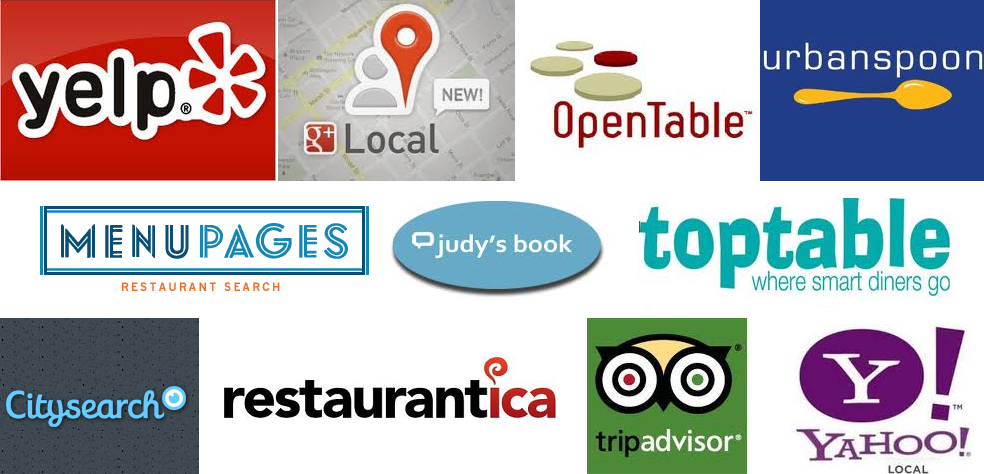 yelp®
NEW!
g+ Local
OpenTable™
urbanspoon
MENUPAGES
RESTAURANT SEARCH
judy's book
toptable
where smart diners go
Citysearch
restaurantica
tripadvisor®
Y!™
YAHOO!®
LOCAL